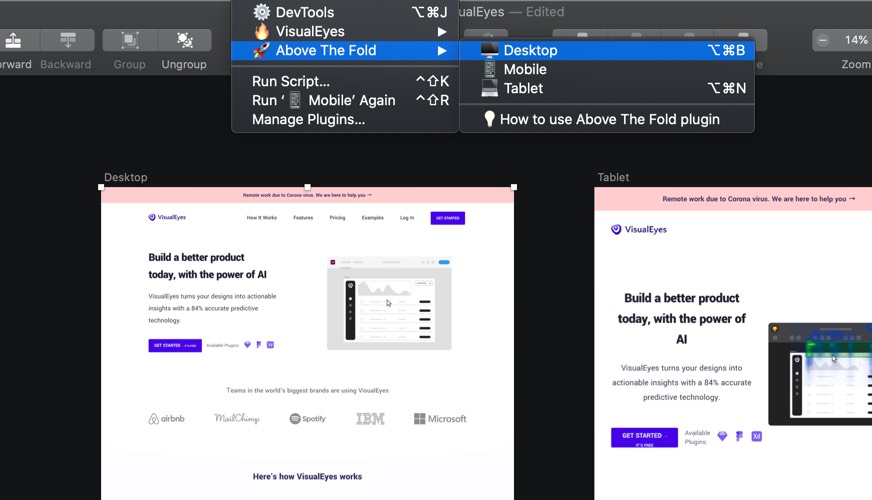 DevTools ⌥⌘J
VisualEyes
Above The Fold
Run Script... ^⇧K
Run ‘ Mobile’ Again ^⇧R
Manage Plugins...
Desktop ⌥⌘B
Mobile
Tablet ⌥⌘N
How to use Above The Fold plugin
ualEyes — Edited
orward
Backward
Group
Ungroup
14%
Zoom
Desktop
Remote work due to Corona virus. We are here to help you →
VisualEyes
How It Works
Features
Pricing
Examples
Log In
GET STARTED
Build a better product
today, with the power of AI
VisualEyes turns your designs into actionable
insights with a 84% accurate predictive
technology.
GET STARTED - IT'S FREE
Available Plugins
Xd
Teams in the world's biggest brands are using VisualEyes
airbnb
MailChimp
Spotify
IBM
Microsoft
Here's how VisualEyes works
Tablet
Remote work due to Corona virus. We are here to help you →
VisualEyes
Build a better product
today, with the power of
AI
VisualEyes turns your designs into
actionable insights with a 84% accurate
predictive technology.
GET STARTED -
IT'S FREE
Available
Plugins
Xd